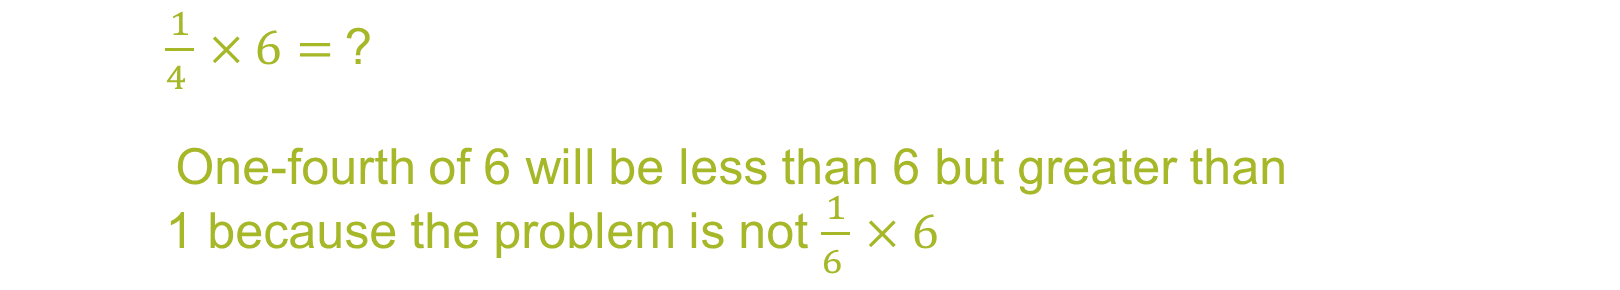 1/4 × 6 = ?
One-fourth of 6 will be less than 6 but greater than
1 because the problem is not 1/6 × 6